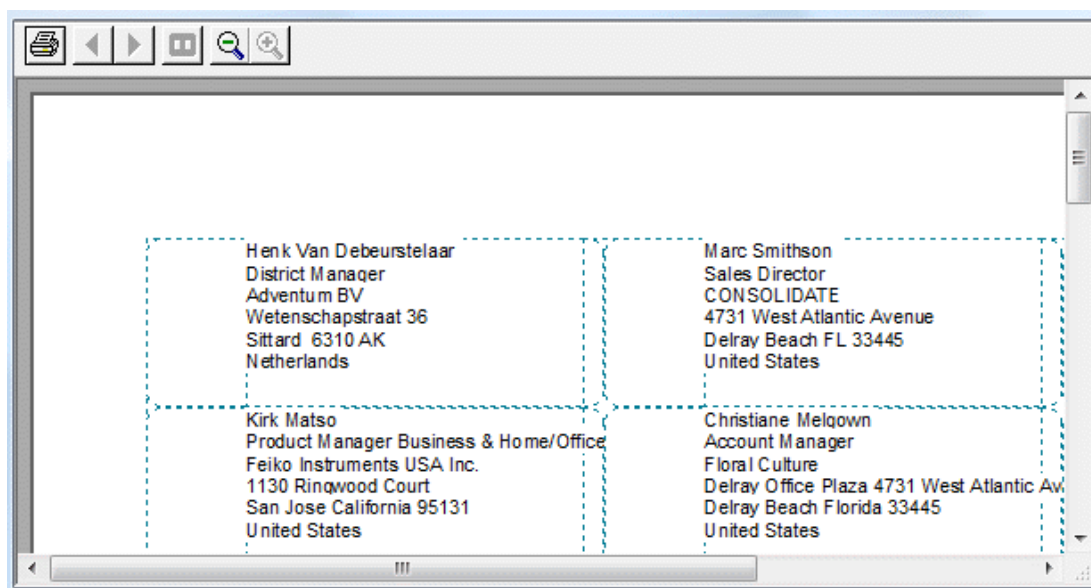 Henk Van Debeurstelaar
District Manager
Adventum BV
Wetenschapstraat 36
Sittard 6310 AK
Netherlands
Marc Smithson
Sales Director
CONSOLIDATE
4731 West Atlantic Avenue
Delray Beach FL 33445
United States
Kirk Matso
Product Manager Business & Home/Office
Feiko Instruments USA Inc.
1130 Ringwood Court
San Jose California 95131
United States
Christiane Melgown
Account Manager
Floral Culture
Delray Office Plaza 4731 West Atlantic Av
Delray Beach Florida 33445
United States